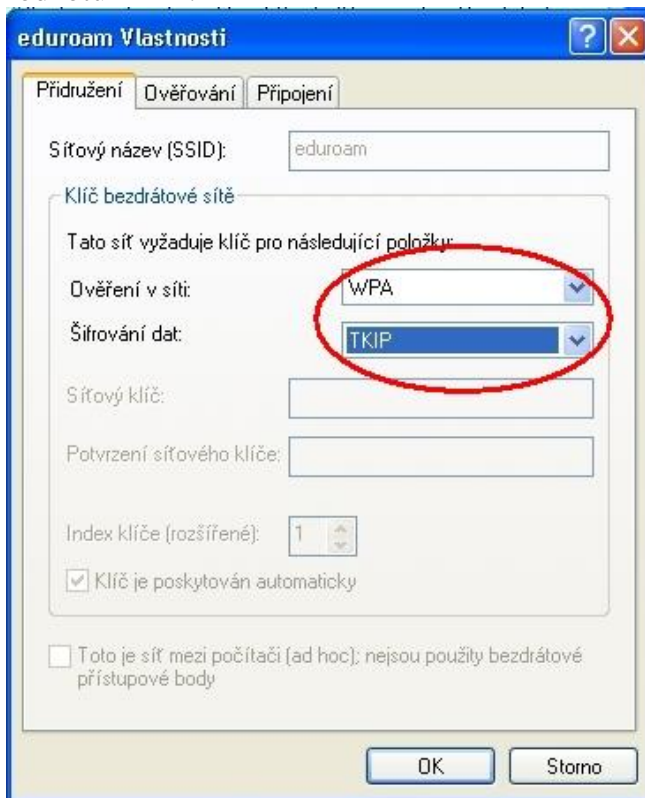 eduroam Vlastnosti
Přidružení Ověřování Připojení
Síťový název (SSID): eduroam
Klíč bezdrátové sítě
Tato síť vyžaduje klíč pro následující položky:
Ověření v síti: WPA
Šifrování dat: TKIP
Síťový klíč:
Potvrzení síťového klíče:
Index klíče (rozšířené): 1
Klíč je poskytován automaticky
Toto je síť mezi počítači (ad hoc); nejsou použity bezdrátové
přístupové body
OK Storno